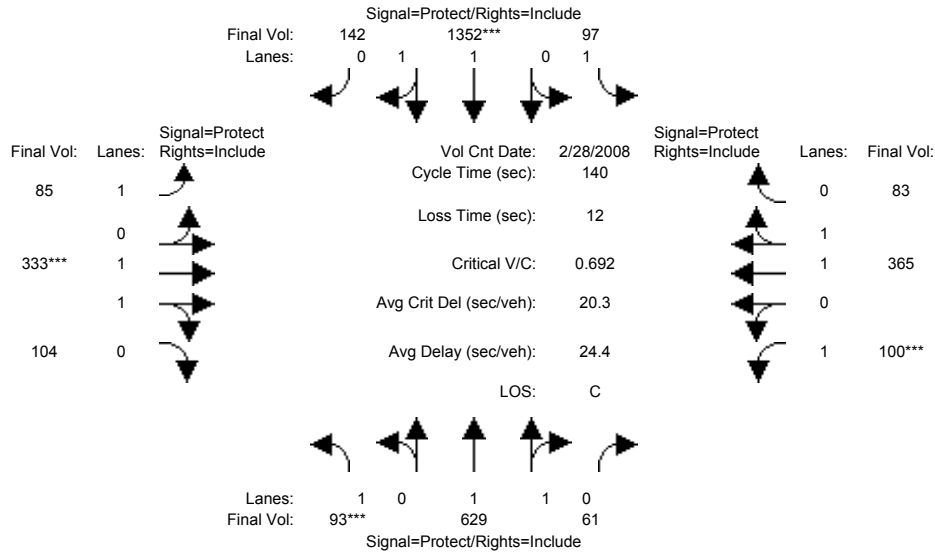 Signal=Protect/Rights=Include
Final Vol: 142 1352*** 97
Lanes: 0 1 1 0 1
Signal=Protect Signal=Protect
Final Vol: Lanes: Rights=Include Vol Cnt Date: 2/28/2008 Rights=Include Lanes: Final Vol:
Cycle Time (sec): 140
85 1 0 83
Loss Time (sec): 12
0 1
333*** 1 Critical V/C: 0.692 1 365
1 Avg Crit Del (sec/veh): 20.3 0
104 0 Avg Delay (sec/veh): 24.4 1 100***
LOS: C
Lanes: 1 0 1 1 0
Final Vol: 93*** 629 61
Signal=Protect/Rights=Include